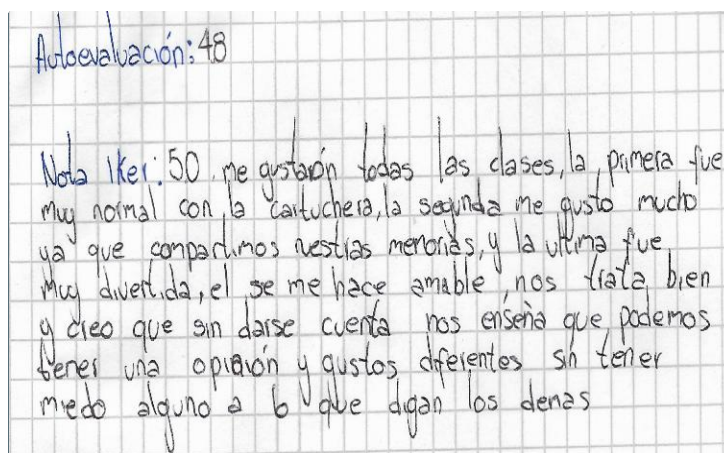 Autoevaluación: 48
Nota Iker: 50 me gustarón todas las clases, la primera fue
muy normal con la cartuchera, la segunda me gusto mucho
ya que compartimos nestras memorias, y la ultima fue
muy divertida, el se me hace amable, nos trata bien
y creo que sin darse cuenta nos enseña que podemos
tener una opinión y gustos diferentes sin tener
miedo alguno a lo que digan los demas